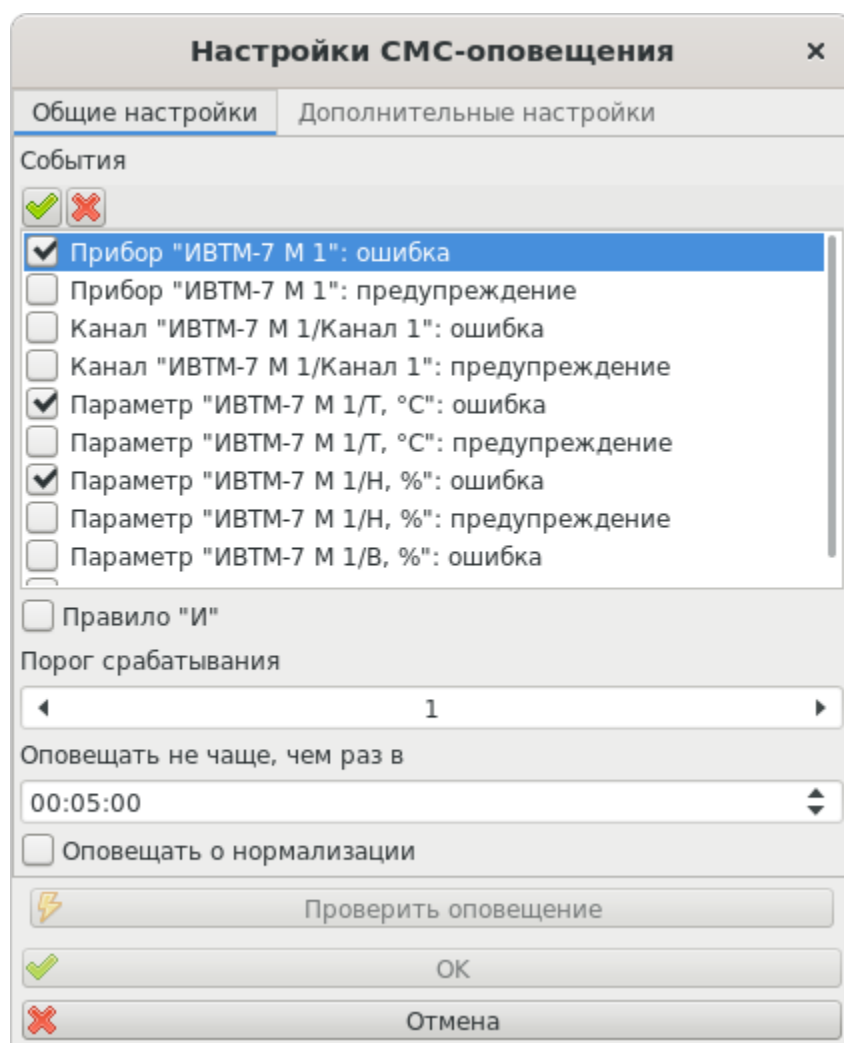 Настройки СМС-оповещения
Общие настройки Дополнительные настройки
События
Прибор "ИВТМ-7 М 1": ошибка
Прибор "ИВТМ-7 М 1": предупреждение
Канал "ИВТМ-7 М 1/Канал 1": ошибка
Канал "ИВТМ-7 М 1/Канал 1": предупреждение
Параметр "ИВТМ-7 М 1/T, °C": ошибка
Параметр "ИВТМ-7 М 1/T, °C": предупреждение
Параметр "ИВТМ-7 М 1/H, %": ошибка
Параметр "ИВТМ-7 М 1/H, %": предупреждение
Параметр "ИВТМ-7 М 1/B, %": ошибка
Правило "И"
Порог срабатывания
1
Оповещать не чаще, чем раз в
00:05:00
Оповещать о нормализации
Проверить оповещение
ОК
Отмена